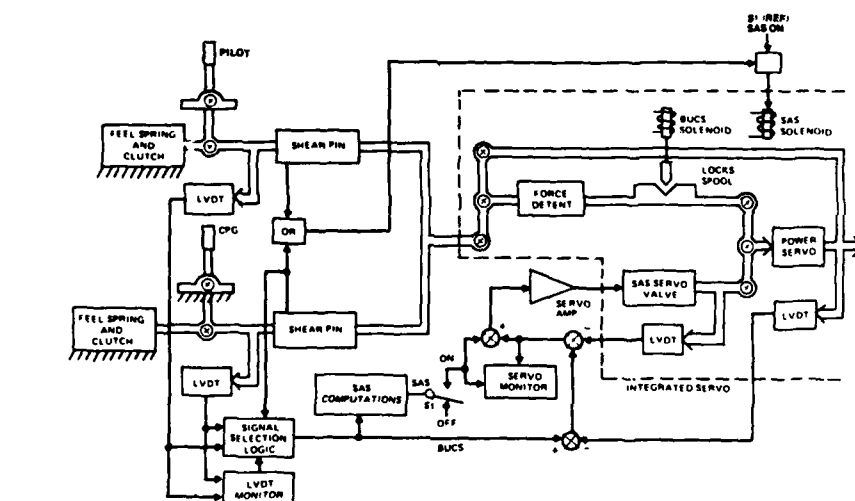 S1 (REF)
SAS ON
PILOT
FEEL SPRING
AND
CLUTCH
SHEAR PIN
BUCS
SOLENOID
SAS
SOLENOID
LOCKS
SPOOL
LVDT
FORCE
DETENT
CPG
OR
POWER
SERVO
SERVO
AMP
SAS SERVO
VALVE
FEEL SPRING
AND
CLUTCH
SHEAR PIN
LVDT
+
-
LVDT
ON
SERVO
MONITOR
INTEGRATED SERVO
LVDT
SAS
COMPUTATIONS
SAS
S1
OFF
SIGNAL
SELECTION
LOGIC
BUCS
+
-
LVDT
MONITOR